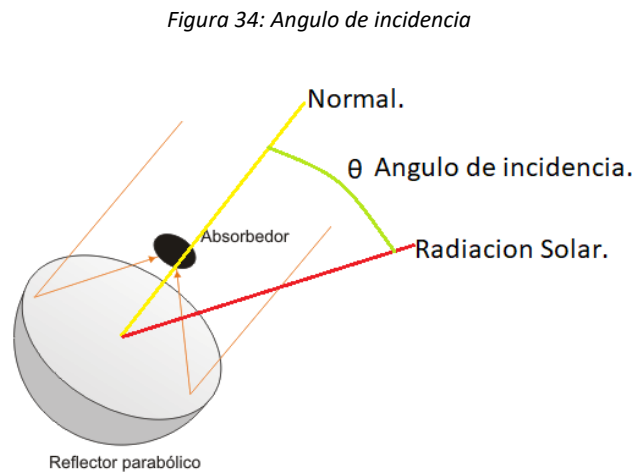 Figura 34: Angulo de incidencia
Normal.
θ Angulo de incidencia.
Absorbedor
Radiacion Solar.
Reflector parabólico